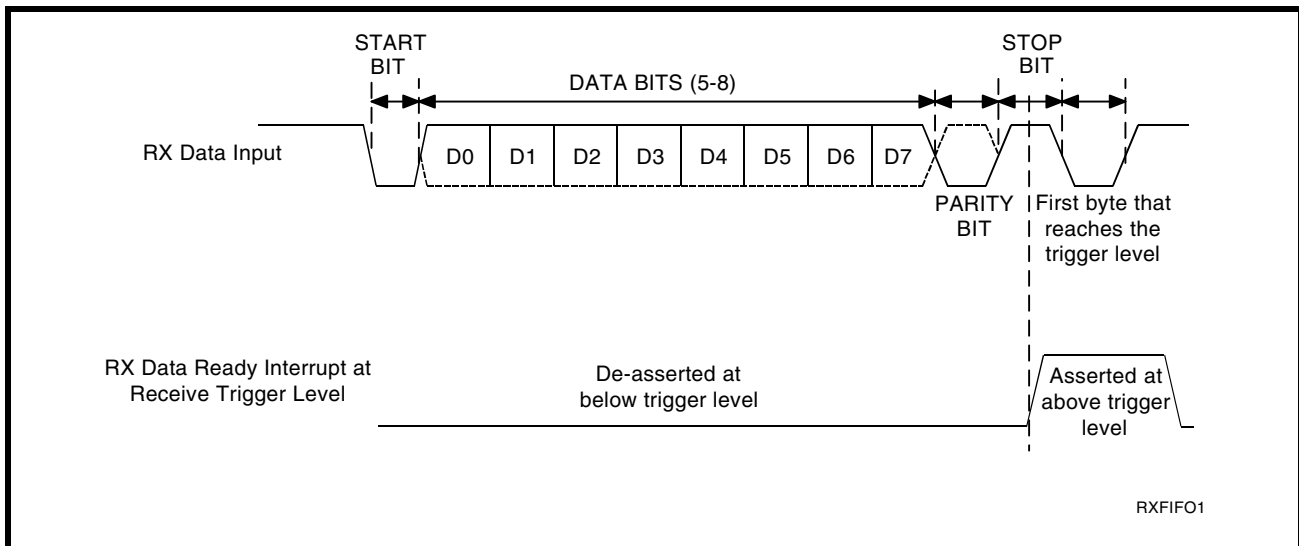 START
BIT
STOP
BIT
DATA BITS (5-8)
RX Data Input
D0 D1 D2 D3 D4 D5 D6 D7
PARITY
BIT
First byte that
reaches the
trigger level
RX Data Ready Interrupt at
Receive Trigger Level
De-asserted at
below trigger level
Asserted at
above trigger
level
RXFIFO1